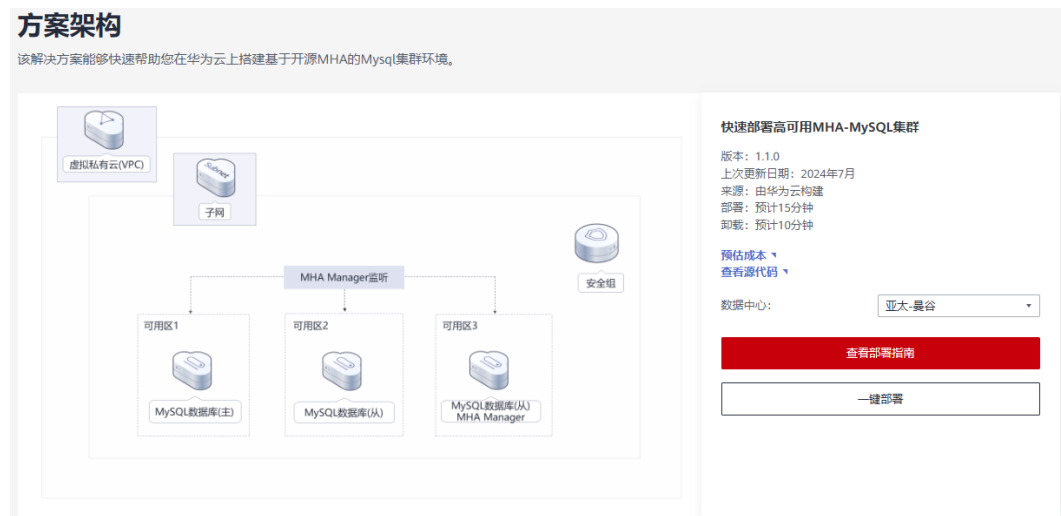 方案架构
该解决方案能够快速帮助您在华为云上搭建基于开源MHA的Mysql集群环境。
虚拟私有云(VPC)
Subnet
子网
安全组
MHA Manager监听
可用区1
可用区2
可用区3
MySQL数据库(主)
MySQL数据库(从)
MySQL数据库(从)
MHA Manager
快速部署高可用MHA-MySQL集群
版本：1.1.0
上次更新日期：2024年7月
来源：由华为云构建
部署：预计15分钟
卸载：预计10分钟
预估成本
查看源代码
数据中心：
亚太-曼谷
查看部署指南
一键部署